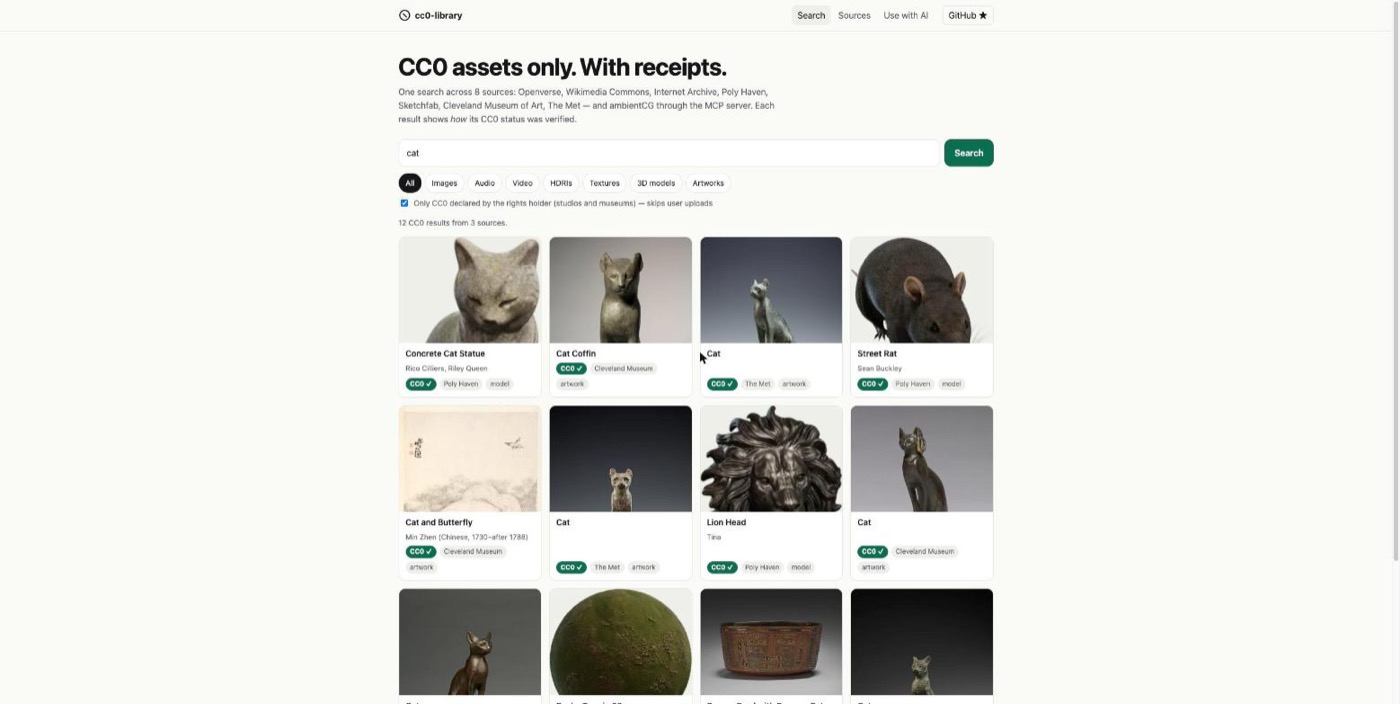 cc0-library
Search Sources Use with AI GitHub ★
CC0 assets only. With receipts.
One search across 8 sources: Openverse, Wikimedia Commons, Internet Archive, Poly Haven,
Sketchfab, Cleveland Museum of Art, The Met — and ambientCG through the MCP server. Each
result shows how its CC0 status was verified.
cat
Search
All Images Audio Video HDRIs Textures 3D models Artworks
Only CC0 declared by the rights holder (studios and museums) — skips user uploads
12 CC0 results from 3 sources.
Concrete Cat Statue
Rico Cilliers, Riley Queen
CC0 ✓ Poly Haven model
Cat Coffin
CC0 ✓ Cleveland Museum
artwork
Cat
CC0 ✓ The Met artwork
Street Rat
Sean Buckley
CC0 ✓ Poly Haven model
Cat and Butterfly
Min Zhen (Chinese, 1730–after 1788)
CC0 ✓ Cleveland Museum
artwork
Cat
CC0 ✓ The Met artwork
Lion Head
Tina
CC0 ✓ Poly Haven model
Cat
CC0 ✓ Cleveland Museum
artwork